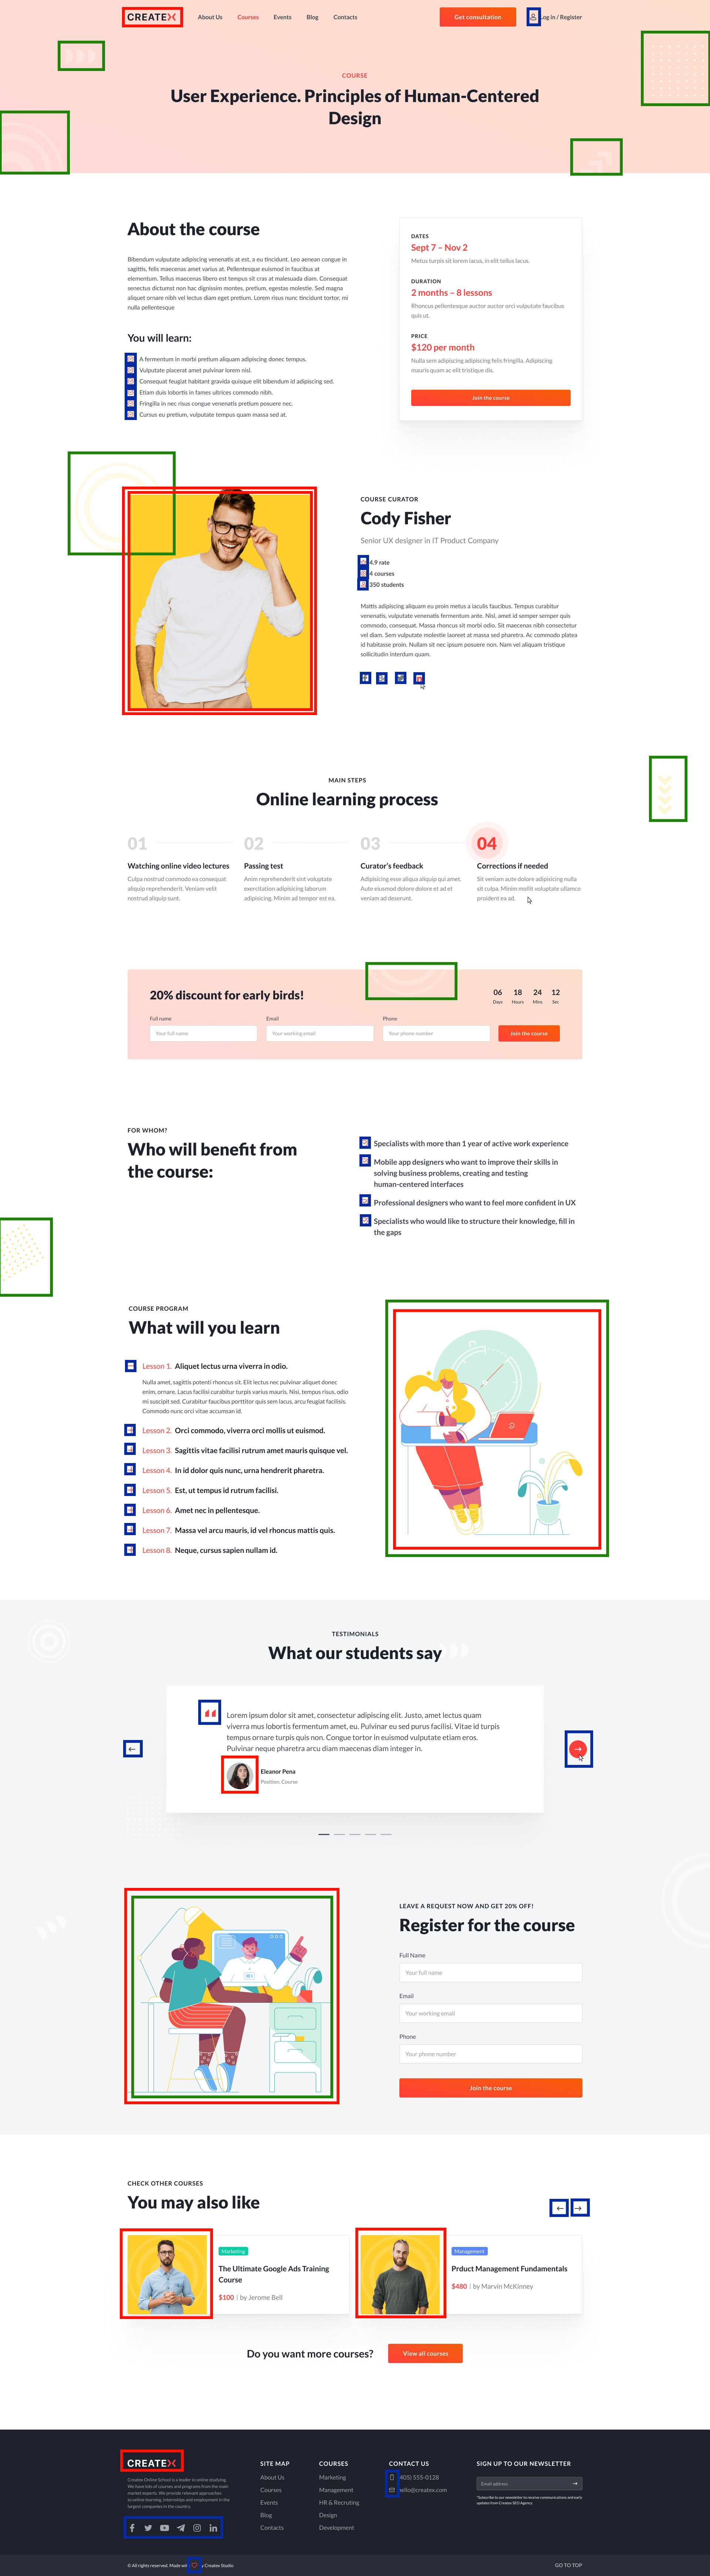 CREATEX
About Us
Courses
Events
Blog
Contacts
Get consultation
Log in / Register
COURSE
User Experience. Principles of Human-Centered
Design
About the course
Bibendum vulputate adipiscing venenatis at est, a eu tincidunt. Leo aenean congue in
sagittis, felis maecenas amet varius at. Pellentesque euismod in faucibus at
elementum. Tellus maecenas libero est tempus sit cras at malesuada diam. Consequat
senectus dictumst non hac dignissim montes, pretium, egestas molestie. Sed magna
aliquet ornare nibh vel lectus diam eget pretium. Lorem risus nunc tincidunt tortor, mi
nulla pellentesque
You will learn:
A fermentum in morbi pretium aliquam adipiscing donec tempus.
Vulputate placerat amet pulvinar lorem nisl.
Consequat feugiat habitant gravida quisque elit bibendum id adipiscing sed.
Etiam duis lobortis in fames ultrices commodo nibh.
Fringilla in nec risus congue venenatis pretium posuere nec.
Cursus eu pretium, vulputate tempus quam massa sed at.
DATES
Sept 7 – Nov 2
Metus turpis sit lorem lacus, in elit tellus lacus.
DURATION
2 months – 8 lessons
Rhoncus pellentesque auctor auctor orci vulputate faucibus
quis ut.
PRICE
$120 per month
Nulla sem adipiscing adipiscing felis fringilla. Adipiscing
mauris quam ac elit tristique dis.
Join the course
COURSE CURATOR
Cody Fisher
Senior UX designer in IT Product Company
4.9 rate
4 courses
350 students
Mattis adipiscing aliquam eu proin metus a iaculis faucibus. Tempus curabitur
venenatis, vulputate venenatis fermentum ante. Nisi, amet id semper semper quis
commodo, consequat. Massa rhoncus sit morbi odio. Sit maecenas nibh consectetur
vel diam. Sem vulputate molestie laoreet at massa sed pharetra. Ac commodo platea
id habitasse proin. Nullam sit nec ipsum posuere non. Nam vel aliquam tristique
sollicitudin interdum quam.
MAIN STEPS
Online learning process
01
Watching online video lectures
Culpa nostrud commodo ea consequat
aliquip reprehenderit. Veniam velit
nostrud aliquip sunt.
02
Passing test
Anim reprehenderit sint voluptate
exercitation adipisicing laborum
adipisicing. Minim ad tempor est ea.
03
Curator's feedback
Adipisicing esse aliqua aliquip qui amet.
Aute eiusmod dolore dolore et ad et
veniam ad deserunt.
04
Corrections if needed
Sit veniam aute dolore adipisicing nulla
sit culpa. Minim mollit voluptate ullamco
proident ea ad.
20% discount for early birds!
06 18 24 12
Days Hours Mins Sec
Full name
Your full name
Email
Your working email
Phone
Your phone number
Join the course
FOR WHOM?
Who will benefit from
the course:
Specialists with more than 1 year of active work experience
Mobile app designers who want to improve their skills in
solving business problems, creating and testing
human-centered interfaces
Professional designers who want to feel more confident in UX
Specialists who would like to structure their knowledge, fill in
the gaps
COURSE PROGRAM
What will you learn
Lesson 1. Aliquet lectus urna viverra in odio.
Nulla amet, sagittis potenti rhoncus sit. Elit lectus nec pulvinar aliquet donec
enim, ornare. Lacus facilisi curabitur turpis varius mauris. Nisi, tempus risus, odio
mi suscipit sed. Curabitur faucibus porttitor quis sem lacus, arcu feugiat facilisis.
Commodo nunc orci vitae accumsan id.
Lesson 2. Orci commodo, viverra orci mollis ut euismod.
Lesson 3. Sagittis vitae facilisi rutrum amet mauris quisque vel.
Lesson 4. In id dolor quis nunc, urna hendrerit pharetra.
Lesson 5. Est, ut tempus id rutrum facilisi.
Lesson 6. Amet nec in pellentesque.
Lesson 7. Massa vel arcu mauris, id vel rhoncus mattis quis.
Lesson 8. Neque, cursus sapien nullam id.
TESTIMONIALS
What our students say
Lorem ipsum dolor sit amet, consectetur adipiscing elit. Justo, amet lectus quam
viverra mus lobortis fermentum amet, eu. Pulvinar eu sed purus facilisi. Vitae id turpis
tempus ornare turpis quis non. Congue tortor in euismod vulputate etiam eros.
Pulvinar neque pharetra arcu diam maecenas diam integer in.
Eleanor Pena
Position, Course
LEAVE A REQUEST NOW AND GET 20% OFF!
Register for the course
Full Name
Your full name
Email
Your working email
Phone
Your phone number
Join the course
CHECK OTHER COURSES
You may also like
Marketing
The Ultimate Google Ads Training
Course
$100 | by Jerome Bell
Management
Prduct Management Fundamentals
$480 | by Marvin McKinney
Do you want more courses?
View all courses
CREATEX
Createx Online School is a leader in online studying.
We have lots of courses and programs from the main
market experts. We provide relevant approaches
to online learning, internships and employment in the
largest companies in the country.
SITE MAP
About Us
Courses
Events
Blog
Contacts
COURSES
Marketing
Management
HR & Recruting
Design
Development
CONTACT US
405) 555-0128
hello@createx.com
SIGN UP TO OUR NEWSLETTER
Email address
*Subscribe to our newsletter to receive communications and early
updates from Createx SEO Agency.
© All rights reserved. Made wi
y Createx Studio
GO TO TOP